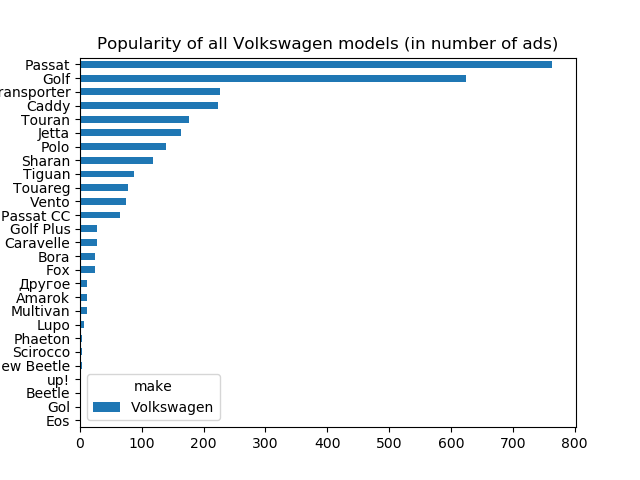 Popularity of all Volkswagen models (in number of ads)
Passat
Golf
ransporter
Caddy
Touran
Jetta
Polo
Sharan
Tiguan
Touareg
Vento
Passat CC
Golf Plus
Caravelle
Bora
Fox
Другое
Amarok
Multivan
Lupo
Phaeton
Scirocco
ew Beetle
up!
Beetle
Gol
Eos
make
Volkswagen
0 100 200 300 400 500 600 700 800